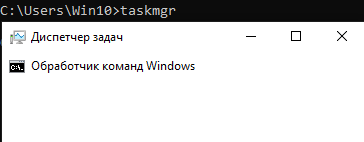 C:\Users\Win10>taskmgr
Диспетчер задач
Обработчик команд Windows